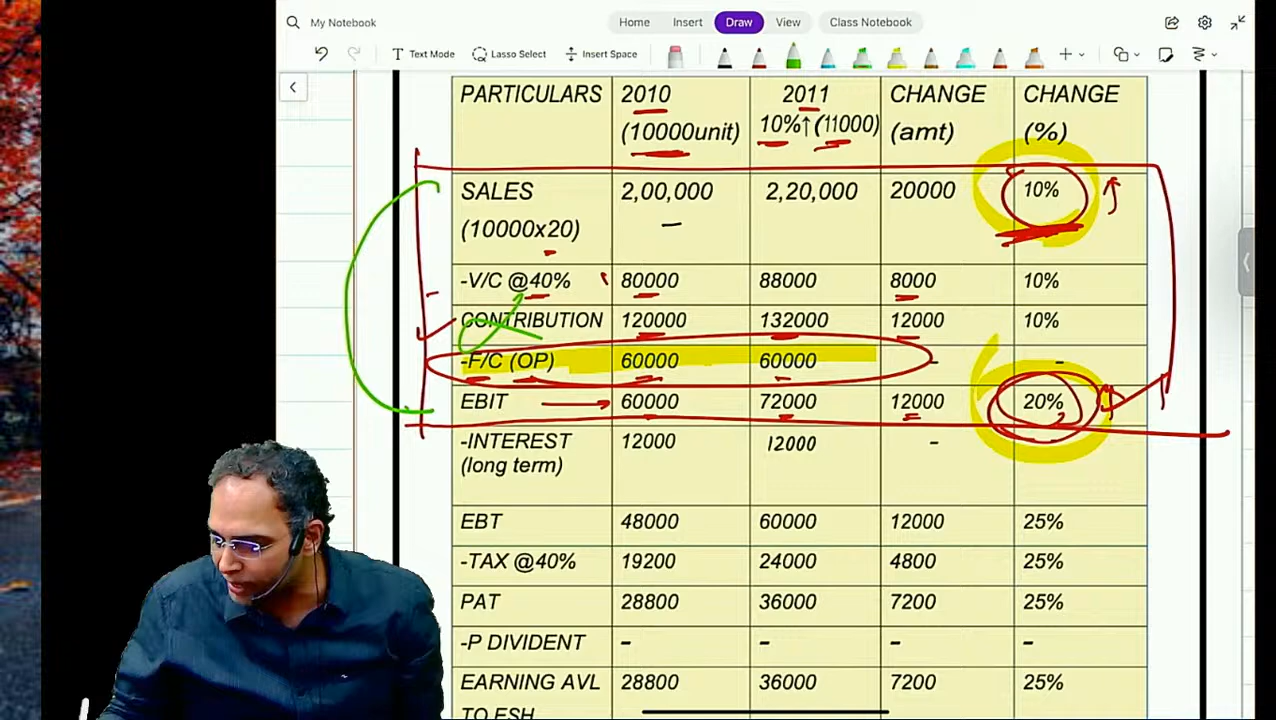 My Notebook
Home Insert Draw View Class Notebook
T Text Mode Lasso Select Insert Space
PARTICULARS 2010 2011 CHANGE CHANGE
(10000unit) 10%↑(11000) (amt) (%)
SALES 2,00,000 2,20,000 20000 10%
(10000x20) –
-V/C @40% 80000 88000 8000 10%
CONTRIBUTION 120000 132000 12000 10%
-F/C (OP) 60000 60000 - -
EBIT 60000 72000 12000 20%
-INTEREST 12000 12000 -
(long term)
EBT 48000 60000 12000 25%
-TAX @40% 19200 24000 4800 25%
PAT 28800 36000 7200 25%
-P DIVIDENT - - - -
EARNING AVL 28800 36000 7200 25%
TO ESH